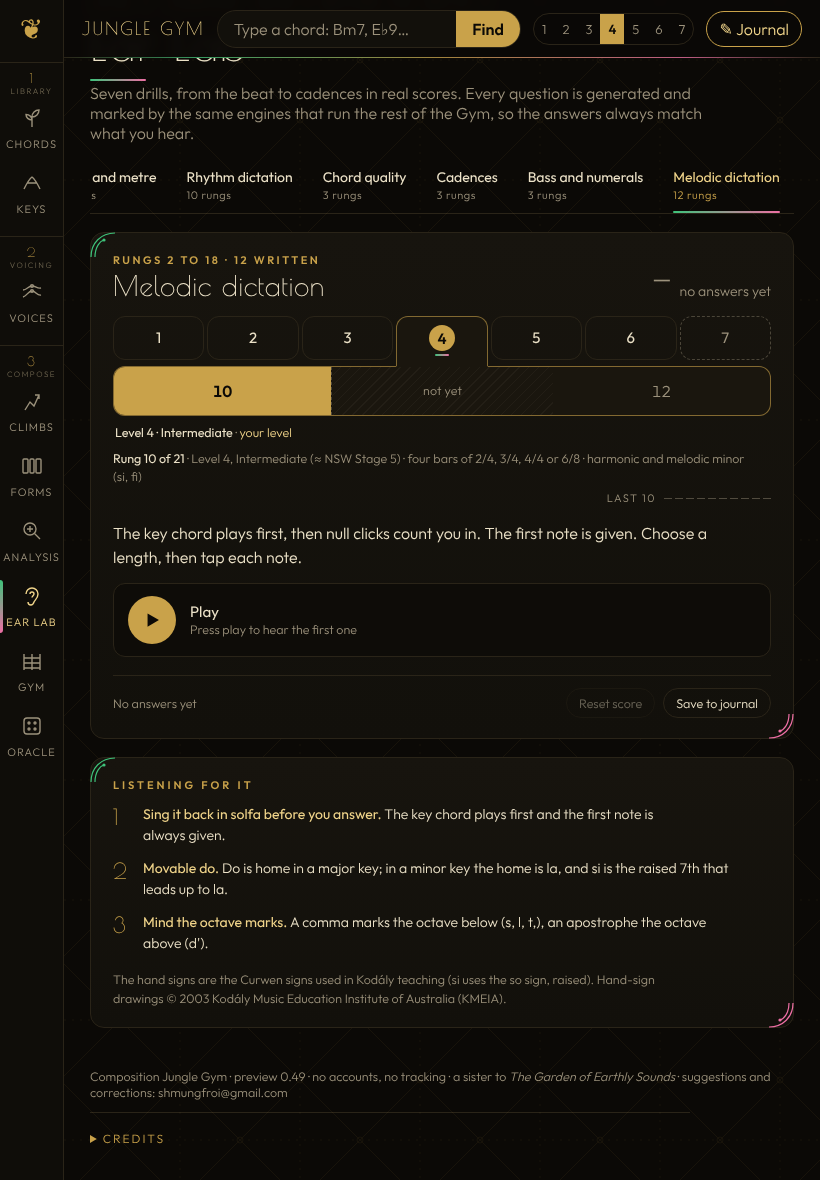 JUNGLE GYM
Type a chord: Bm7, E♭9…
Find
1 2 3 4 5 6 7
✎ Journal
1
LIBRARY
CHORDS
KEYS
2
VOICING
VOICES
3
COMPOSE
CLIMBS
FORMS
ANALYSIS
EAR LAB
GYM
ORACLE
Seven drills, from the beat to cadences in real scores. Every question is generated and
marked by the same engines that run the rest of the Gym, so the answers always match
what you hear.
and metre
s
Rhythm dictation
10 rungs
Chord quality
3 rungs
Cadences
3 rungs
Bass and numerals
3 rungs
Melodic dictation
12 rungs
RUNGS 2 TO 18 · 12 WRITTEN
Melodic dictation
— no answers yet
1 2 3 4 5 6 7
10 not yet 12
Level 4 · Intermediate · your level
Rung 10 of 21 · Level 4, Intermediate (≈ NSW Stage 5) · four bars of 2/4, 3/4, 4/4 or 6/8 · harmonic and melodic minor
(si, fi)
LAST 10
The key chord plays first, then null clicks count you in. The first note is given. Choose a
length, then tap each note.
Play
Press play to hear the first one
No answers yet
Reset score
Save to journal
LISTENING FOR IT
1 Sing it back in solfa before you answer. The key chord plays first and the first note is
always given.
2 Movable do. Do is home in a major key; in a minor key the home is la, and si is the raised 7th that
leads up to la.
3 Mind the octave marks. A comma marks the octave below (s, l, t,), an apostrophe the octave
above (d').
The hand signs are the Curwen signs used in Kodály teaching (si uses the so sign, raised). Hand-sign
drawings © 2003 Kodály Music Education Institute of Australia (KMEIA).
Composition Jungle Gym · preview 0.49 · no accounts, no tracking · a sister to The Garden of Earthly Sounds · suggestions and
corrections: shmungfroi@gmail.com
CREDITS